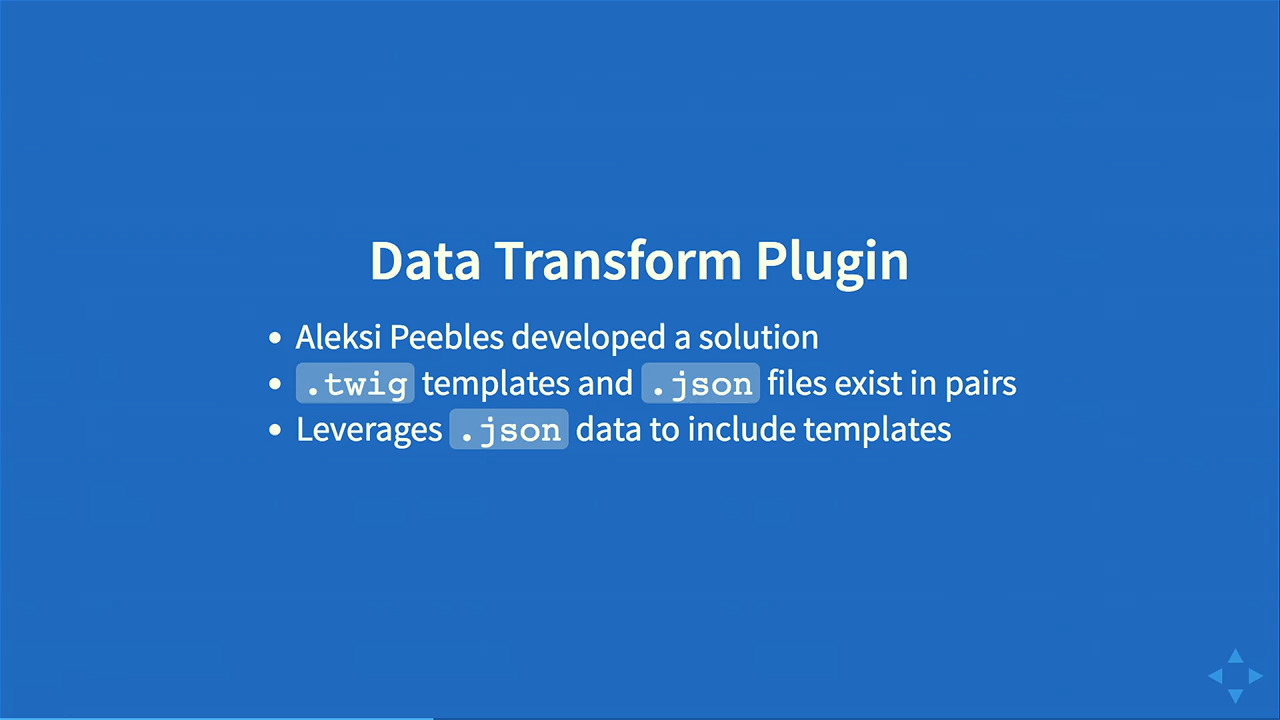 Data Transform Plugin
Aleksi Peebles developed a solution
.twig templates and .json files exist in pairs
Leverages .json data to include templates